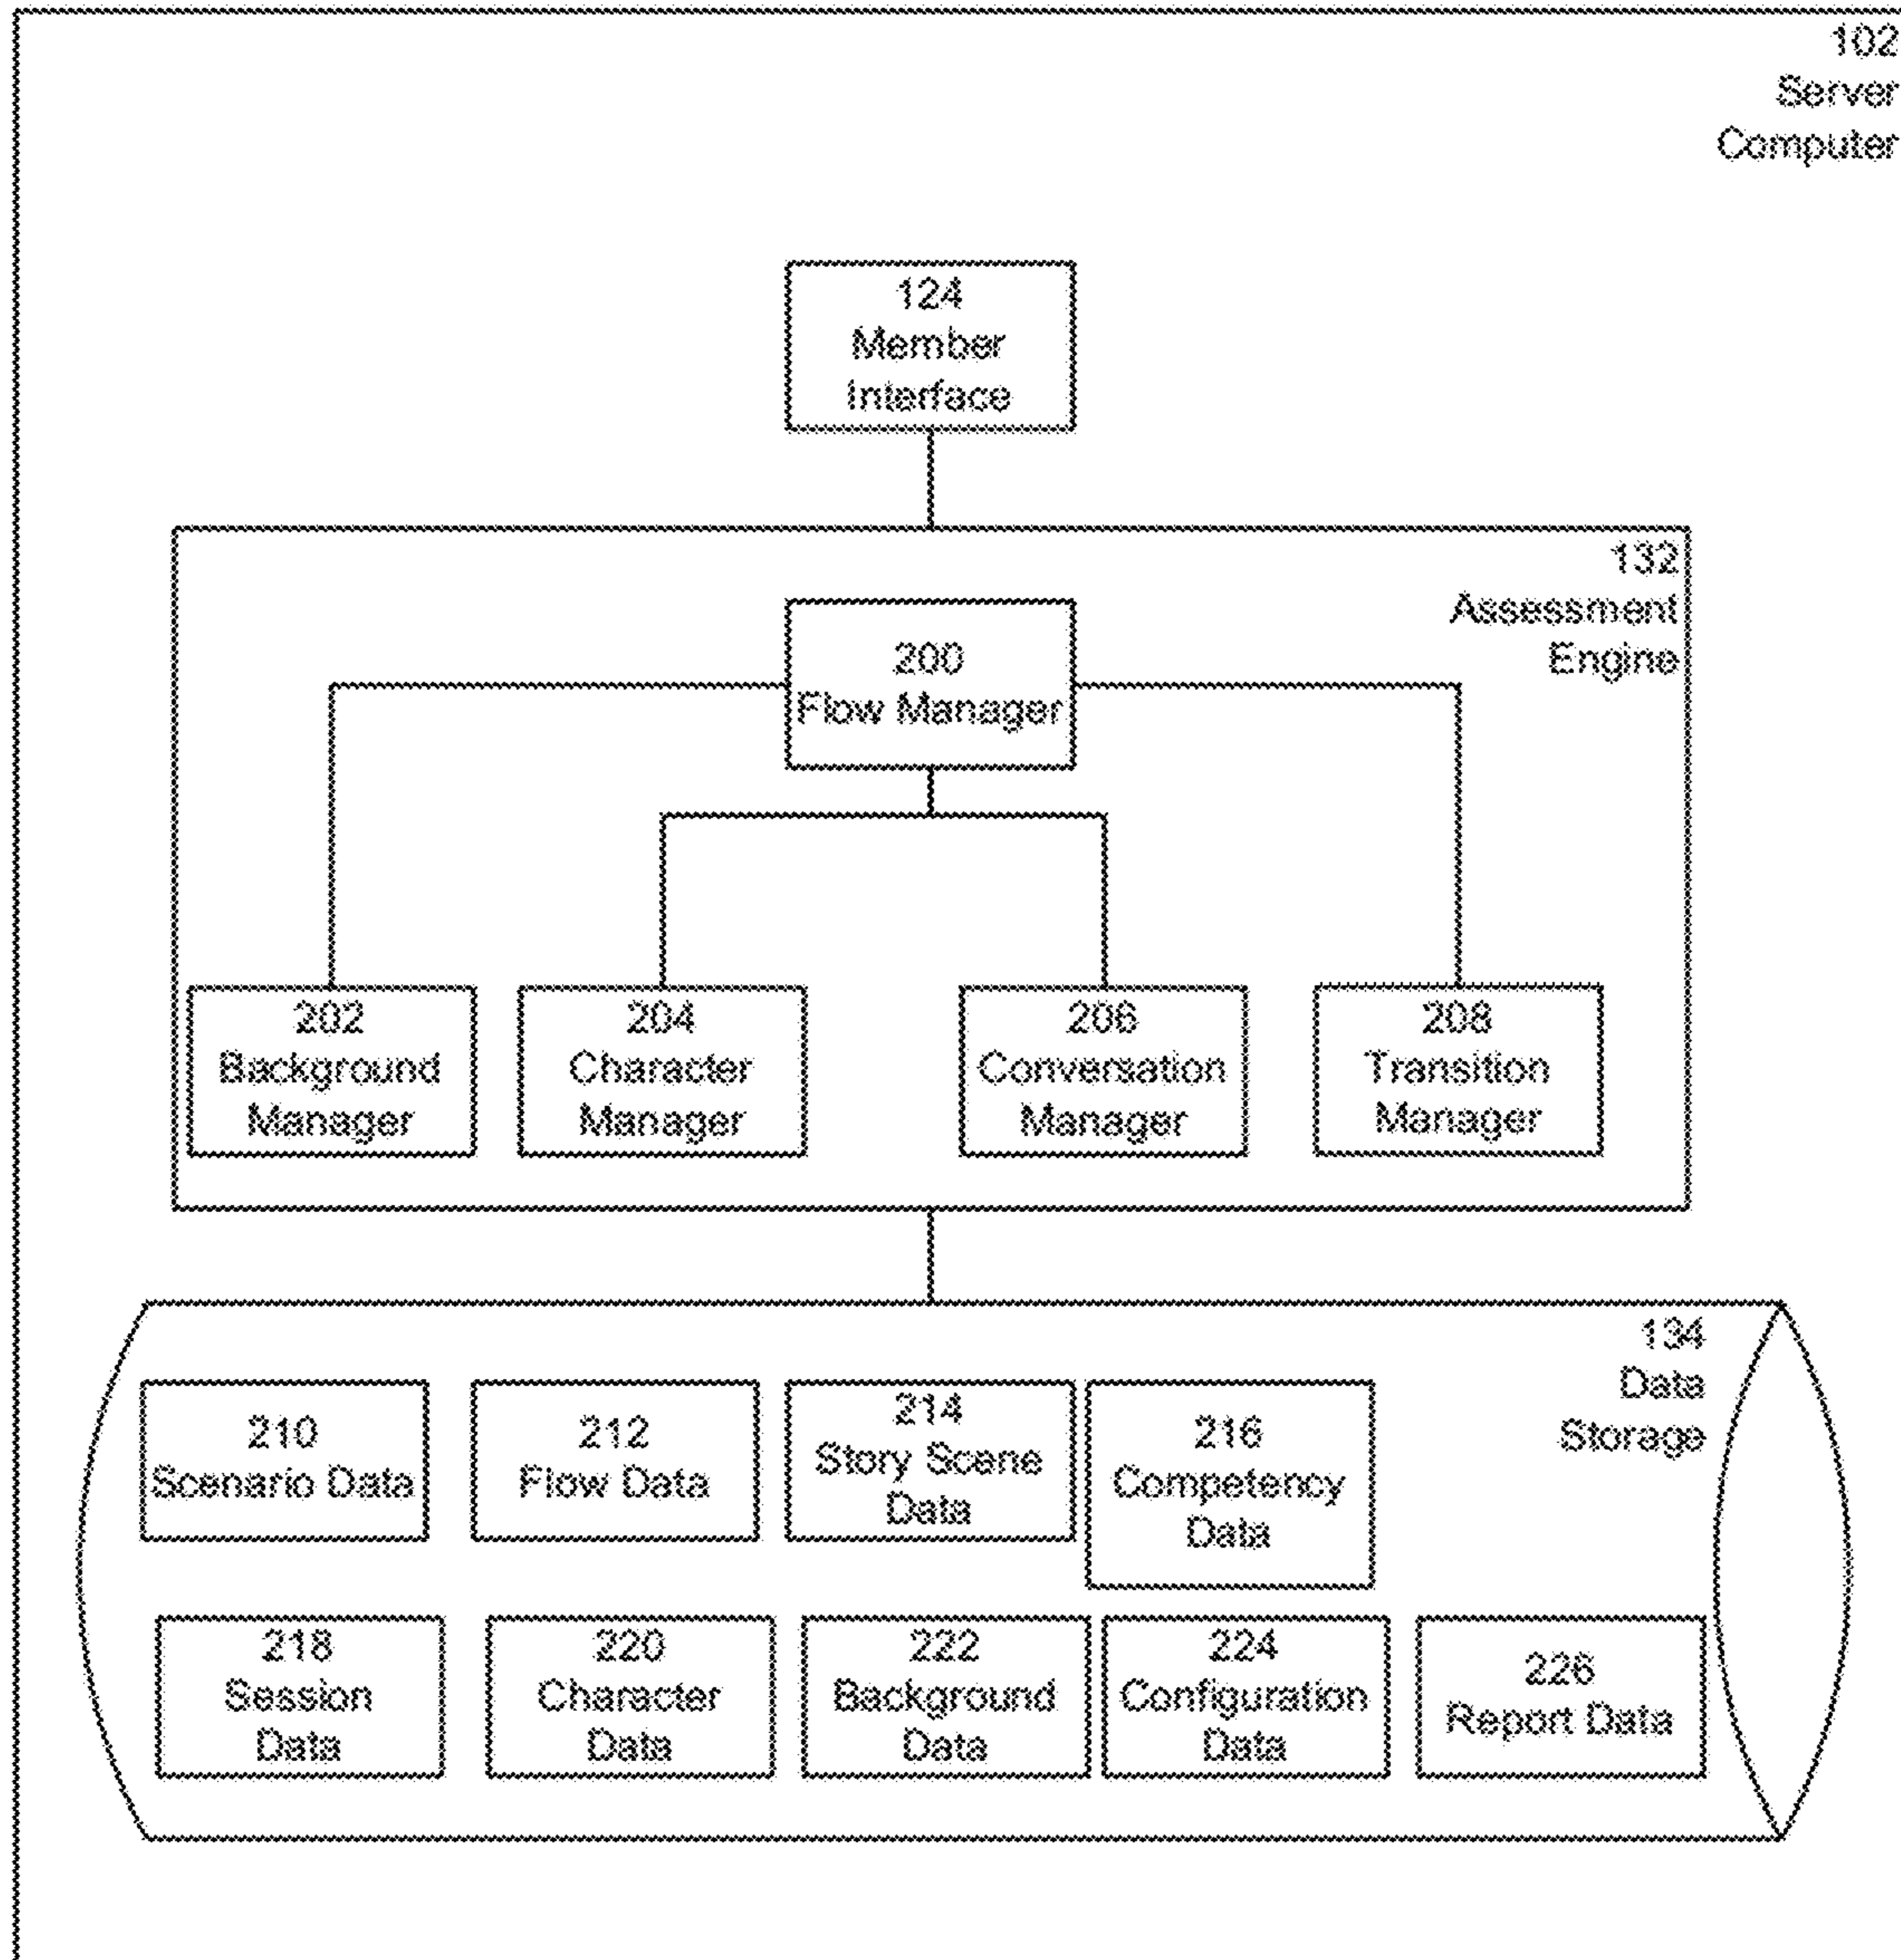 102
Server
Computer
124
Member
Interface
132
Assessment
Engine
200
Flow Manager
202
Background
Manager
204
Character
Manager
206
Conversation
Manager
208
Transition
Manager
134
Data
Storage
210
Scenario Data
212
Flow Data
214
Story Scene
Data
216
Competency
Data
218
Session
Data
220
Character
Data
222
Background
Data
224
Configuration
Data
226
Report Data